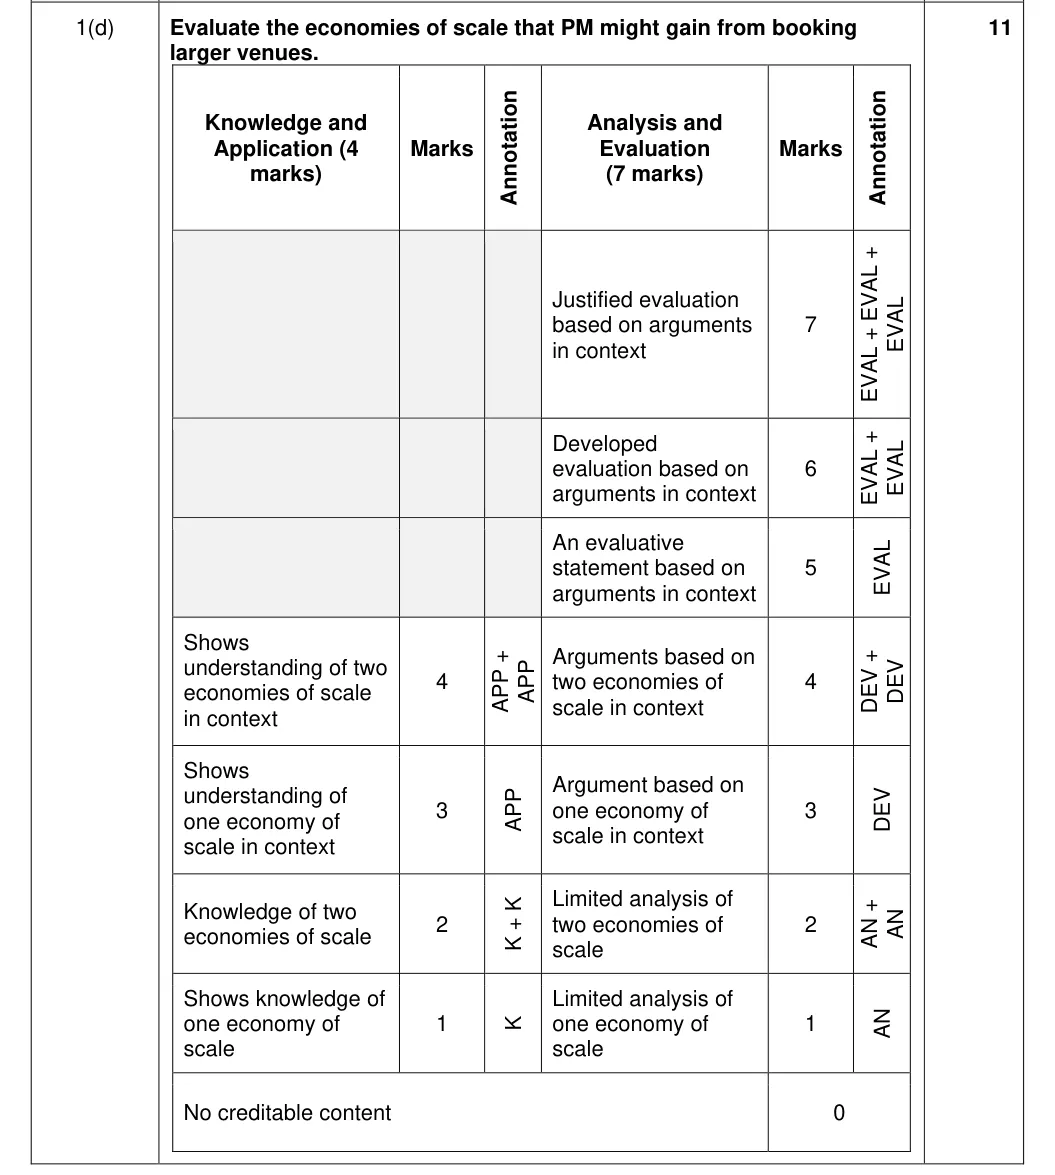 1(d)
Evaluate the economies of scale that PM might gain from booking
larger venues.
11
Knowledge and
Application (4
marks)
Marks
Annotation
Analysis and
Evaluation
(7 marks)
Marks
Annotation
Justified evaluation
based on arguments
in context
7
EVAL + EVAL +
EVAL
Developed
evaluation based on
arguments in context
6
EVAL +
EVAL
An evaluative
statement based on
arguments in context
5
EVAL
Shows
understanding of two
economies of scale
in context
4
APP +
APP
Arguments based on
two economies of
scale in context
4
DEV +
DEV
Shows
understanding of
one economy of
scale in context
3
APP
Argument based on
one economy of
scale in context
3
DEV
Knowledge of two
economies of scale
2
K + K
Limited analysis of
two economies of
scale
2
AN +
AN
Shows knowledge of
one economy of
scale
1
K
Limited analysis of
one economy of
scale
1
AN
No creditable content
0